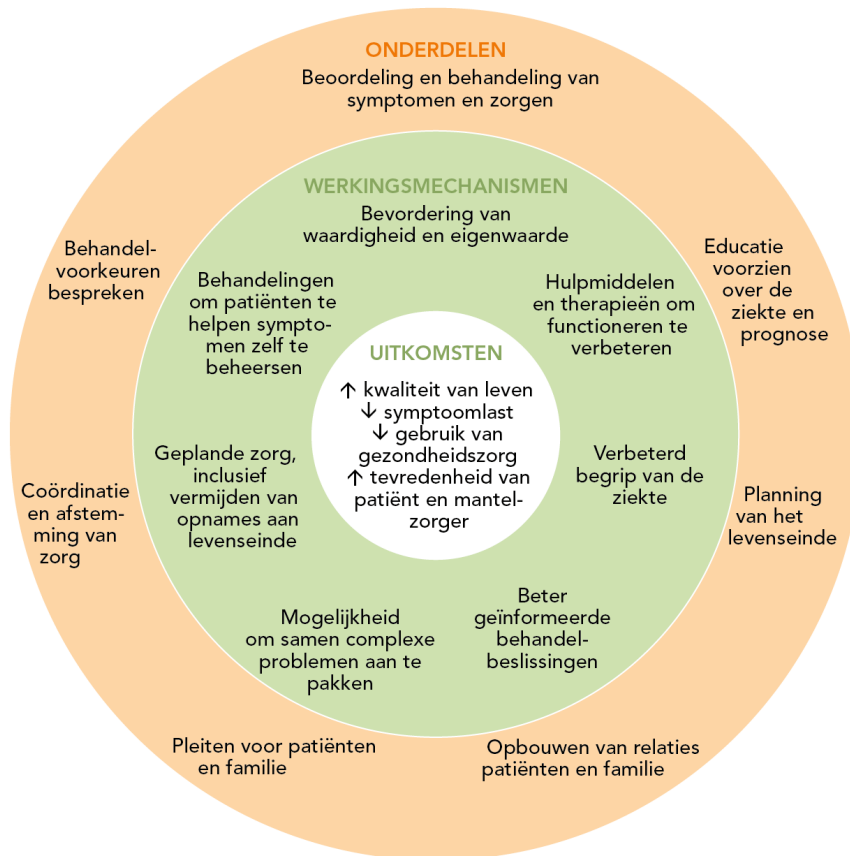 ONDERDELEN
Beoordeling en behandeling van
symptomen en zorgen
Educatie
voorzien
over de
ziekte en
prognose
Planning
van het
levenseinde
Opbouwen van relaties
patiënten en familie
Pleiten voor patiënten
en familie
Coördinatie
en afstem-
ming van
zorg
Behandel-
voorkeuren
bespreken
WERKINGSMECHANISMEN
Bevordering van
waardigheid en eigenwaarde
Hulpmiddelen
en therapieën om
functioneren te
verbeteren
Verbeterd
begrip van de
ziekte
Beter
geïnformeerde
behandel-
beslissingen
Mogelijkheid
om samen complexe
problemen aan te
pakken
Geplande zorg,
inclusief
vermijden van
opnames aan
levenseinde
Behandelingen
om patiënten te
helpen sympto-
men zelf te
beheersen
UITKOMSTEN
↑ kwaliteit van leven
↓ symptoomlast
↓ gebruik van
gezondheidszorg
↑ tevredenheid van
patiënt en mantel-
zorger